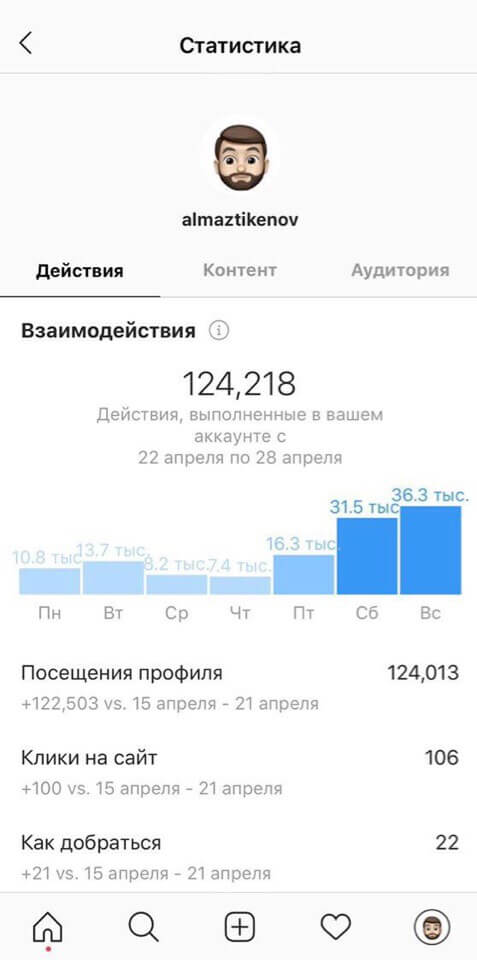 Статистика
almaztikenov
Действия Контент Аудитория
Взаимодействия
124,218
Действия, выполненные в вашем
аккаунте с
22 апреля по 28 апреля
10.8 тыс 13.7 тыс. 8.2 тыс. 7.4 тыс. 16.3 тыс. 31.5 тыс 36.3 тыс.
Пн Вт Ср Чт Пт Сб Вс
Посещения профиля 124,013
+122,503 vs. 15 апреля - 21 апреля
Клики на сайт 106
+100 vs. 15 апреля - 21 апреля
Как добраться 22
+21 vs. 15 апреля - 21 апреля